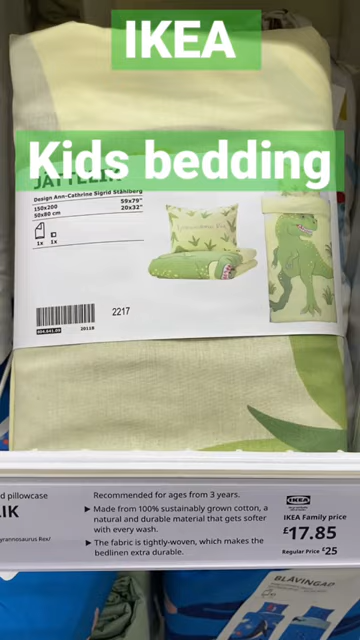 IKEA
Kids bedding
JÄTTELIK
Design Ann-Cathrine Sigrid Ståhlberg
150x200 59x79"
50x80 cm 20x32"
1x 1x
2217
20118
d pillowcase
IK
yrannosaurus Rex/
Recommended for ages from 3 years.
▶ Made from 100% sustainably grown cotton, a
natural and durable material that gets softer
with every wash.
▶ The fabric is tightly-woven, which makes the
bedlinen extra durable.
IKEA
IKEA Family price
£17.85
Regular Price £25
BLÅVINGAD